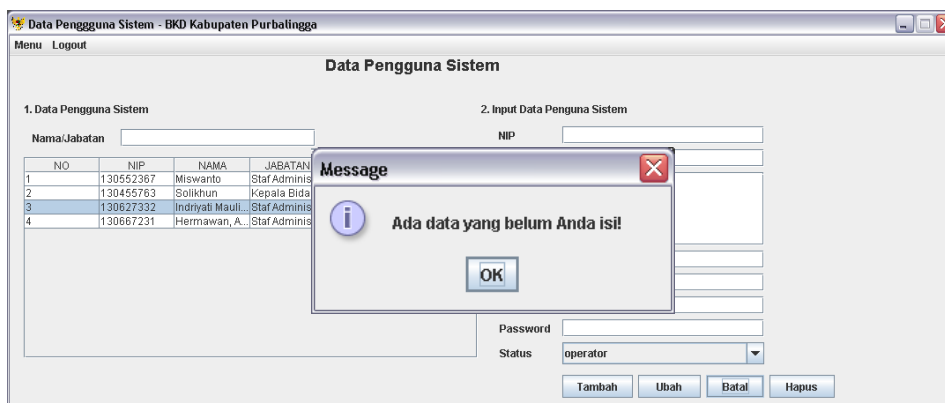 Data Penggguna Sistem - BKD Kabupaten Purbalingga
Menu Logout
Data Pengguna Sistem
1. Data Pengguna Sistem
2. Input Data Penguna Sistem
Nama/Jabatan
NIP
NO NIP NAMA JABATAN
1 130552367 Miswanto Staf Adminis
2 130455763 Solikhun Kepala Bida
3 130627332 Indriyati Mauli... Staf Adminis
4 130667231 Hermawan, A... Staf Adminis
Message
Ada data yang belum Anda isi!
OK
Password
Status operator
Tambah Ubah Batal Hapus